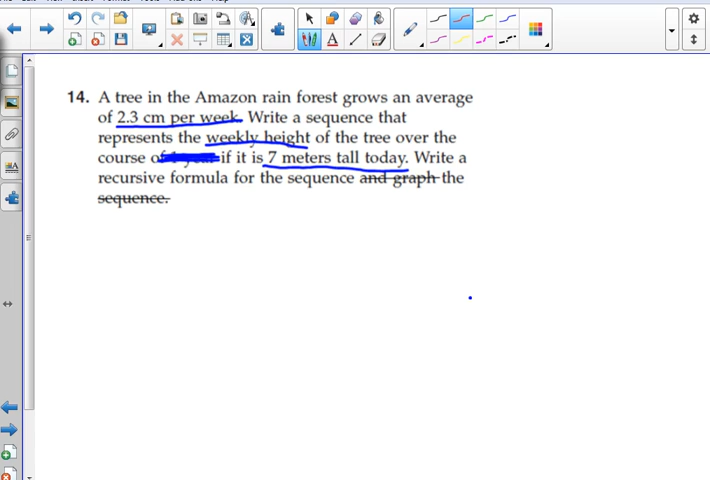 14. A tree in the Amazon rain forest grows an average
of 2.3 cm per week. Write a sequence that
represents the weekly height of the tree over the
course of if it is 7 meters tall today. Write a
recursive formula for the sequence and graph the
sequence.